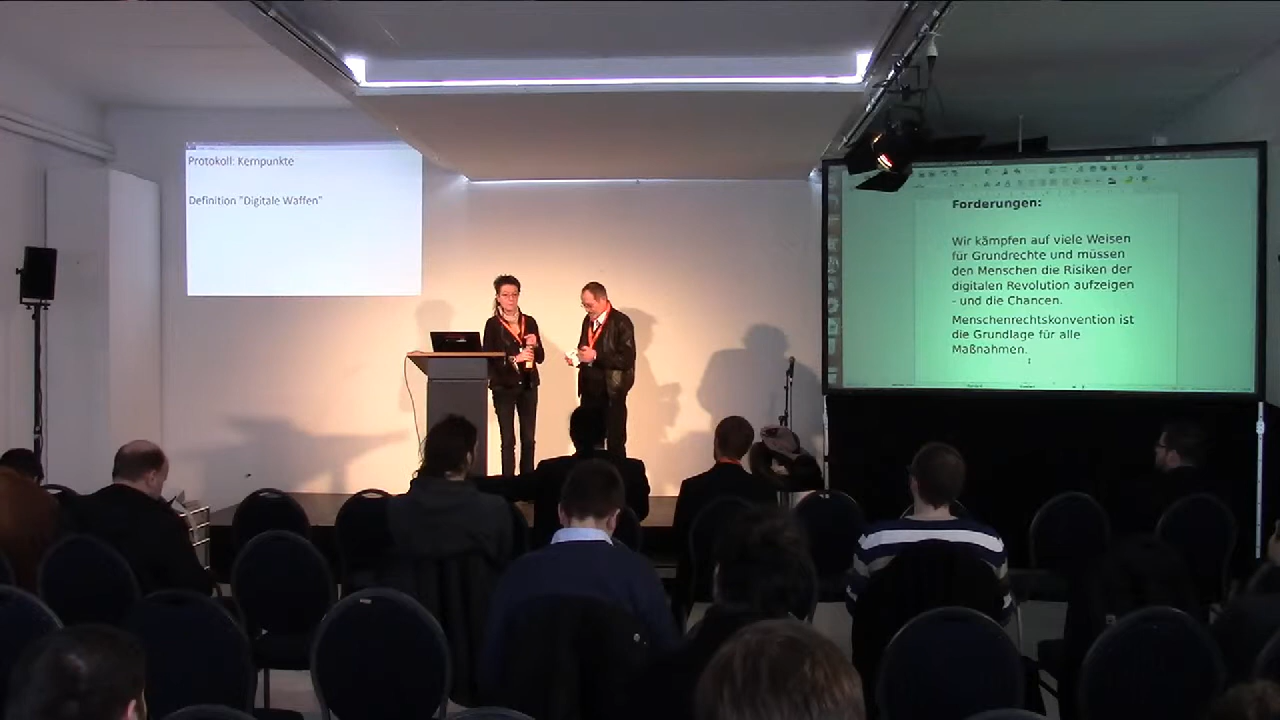 Protokoll: Kernpunkte
Definition "Digitale Waffen"
Forderungen:
Wir kämpfen auf viele Weisen
für Grundrechte und müssen
den Menschen die Risiken der
digitalen Revolution aufzeigen
- und die Chancen.
Menschenrechtskonvention ist
die Grundlage für alle
Maßnahmen.